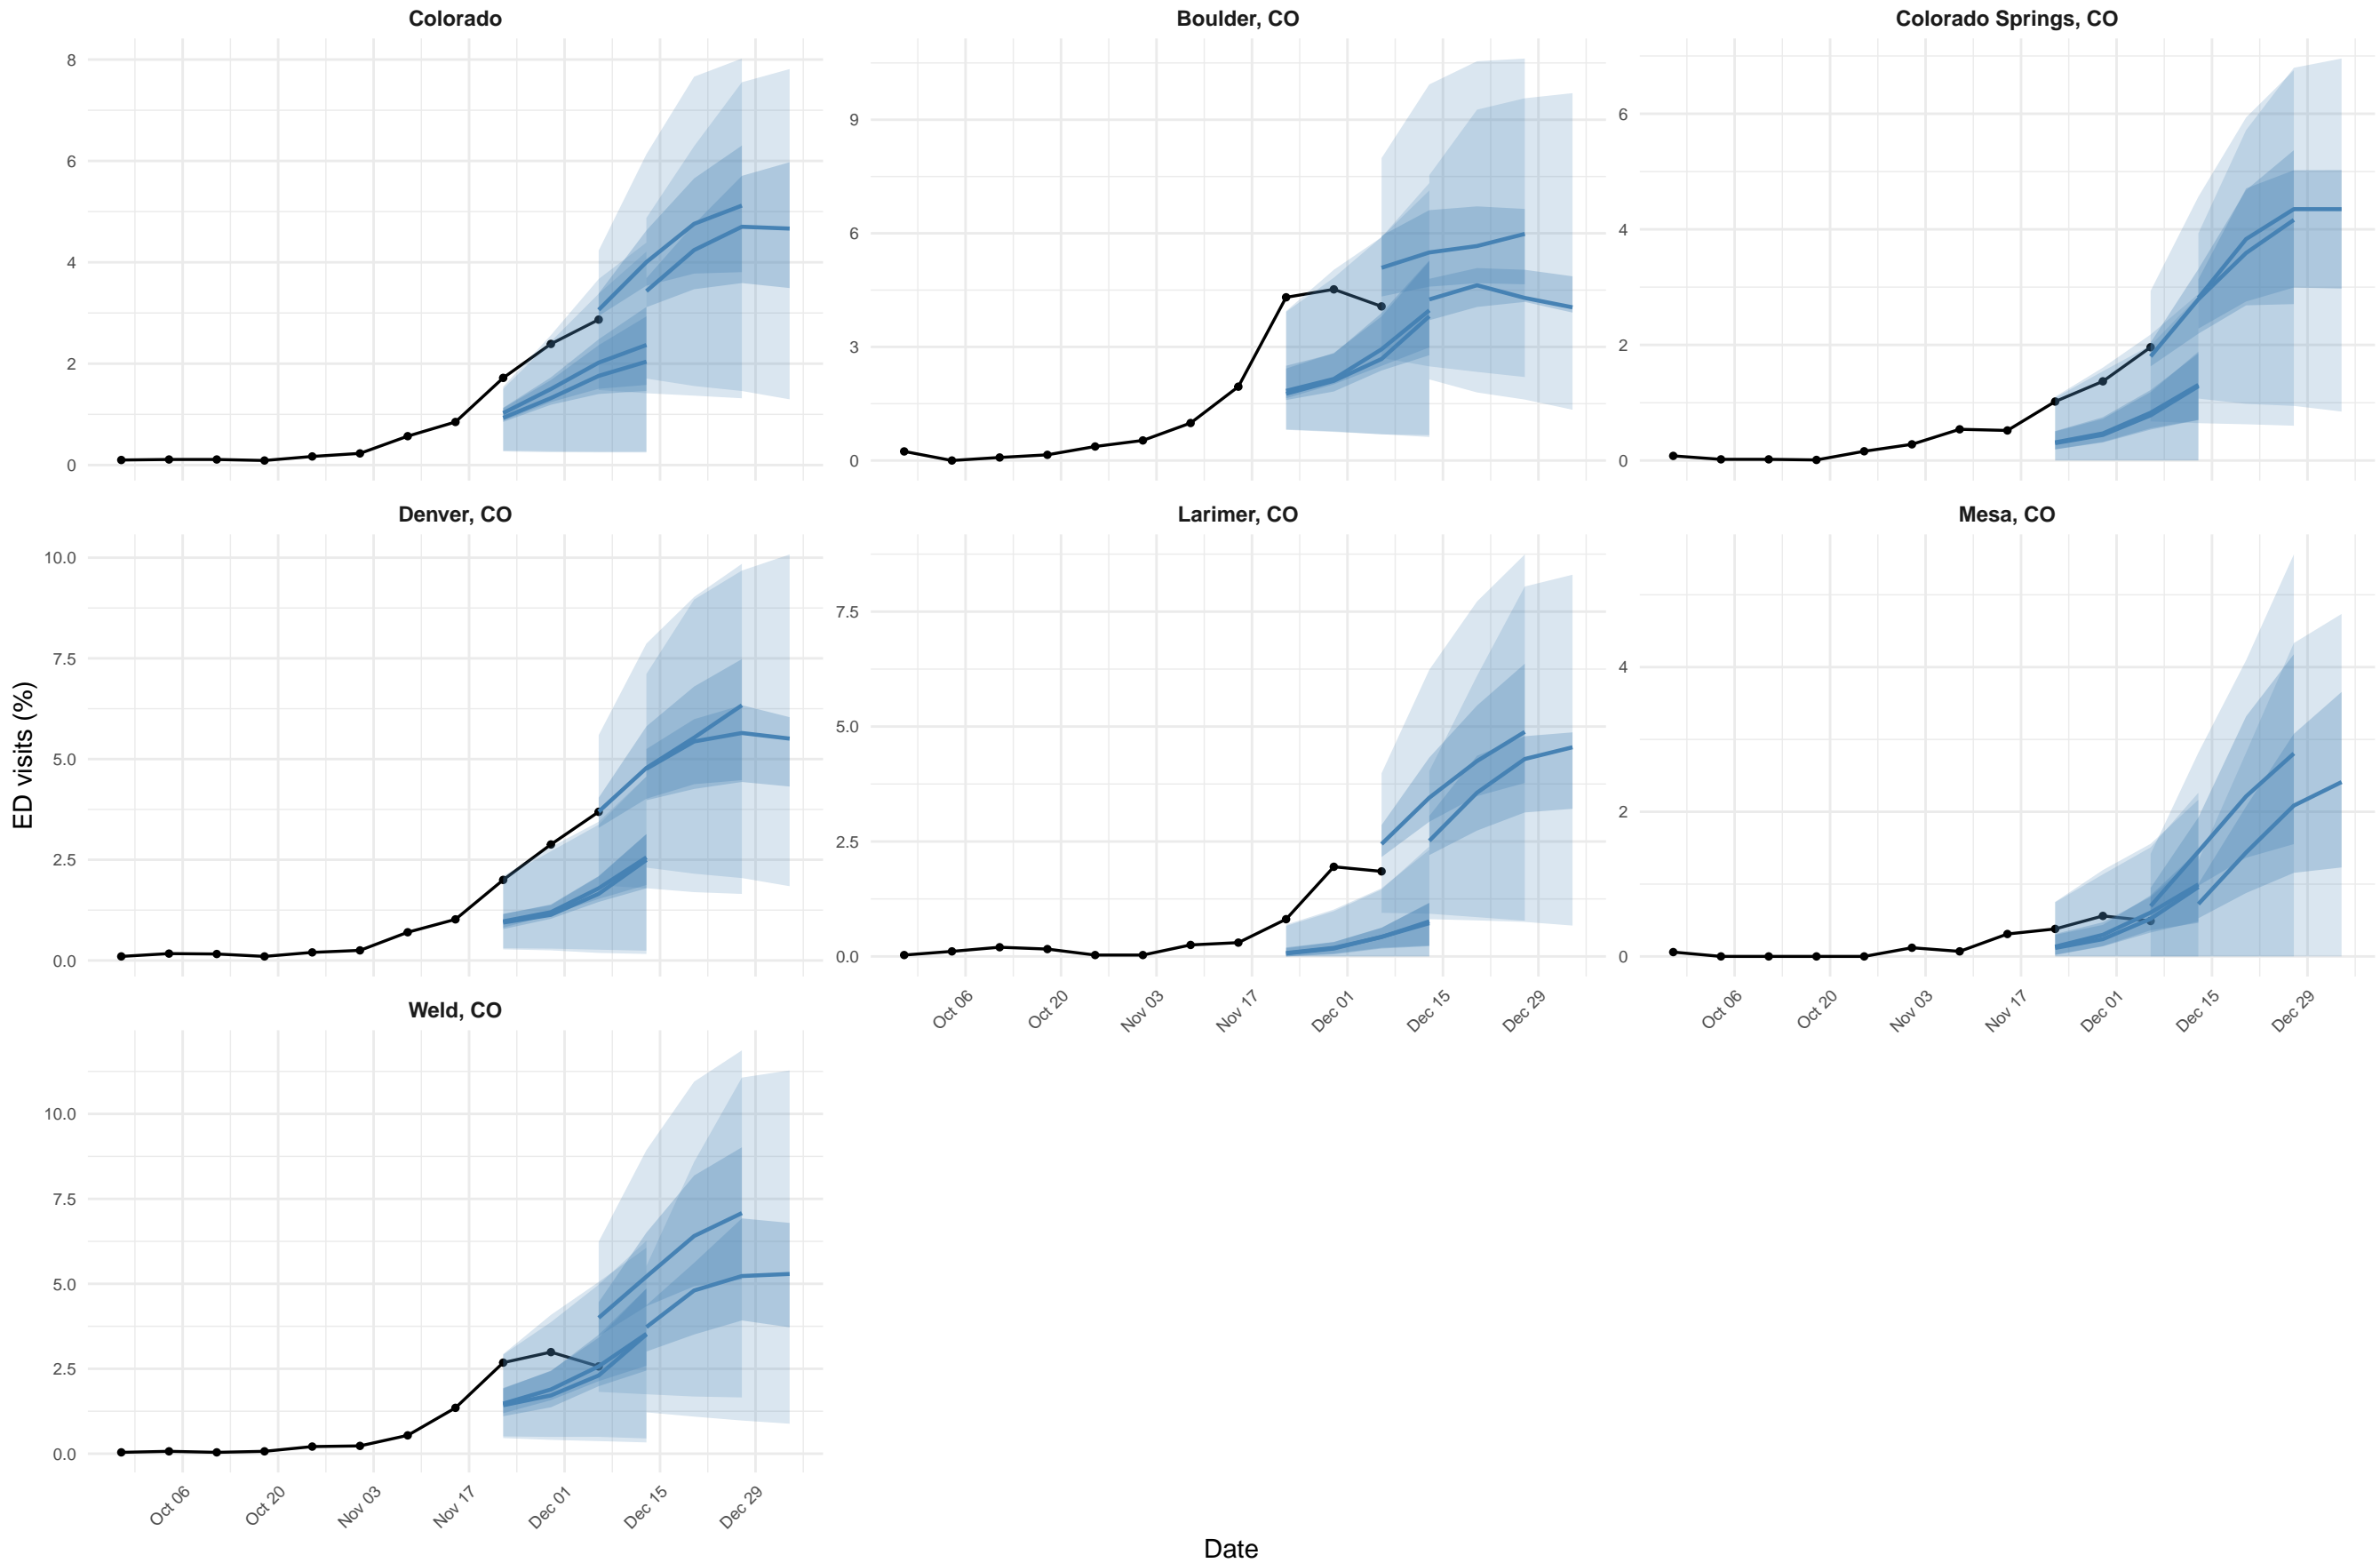 Colorado
Boulder, CO
Colorado Springs, CO
8
6
4
2
0
9
6
3
0
6
4
2
0
Denver, CO
Larimer, CO
Mesa, CO
ED visits (%)
10.0
7.5
5.0
2.5
0.0
7.5
5.0
2.5
0.0
4
2
0
Oct 06
Oct 20
Nov 03
Nov 17
Dec 01
Dec 15
Dec 29
Oct 06
Oct 20
Nov 03
Nov 17
Dec 01
Dec 15
Dec 29
Weld, CO
10.0
7.5
5.0
2.5
0.0
Oct 06
Oct 20
Nov 03
Nov 17
Dec 01
Dec 15
Dec 29
Date